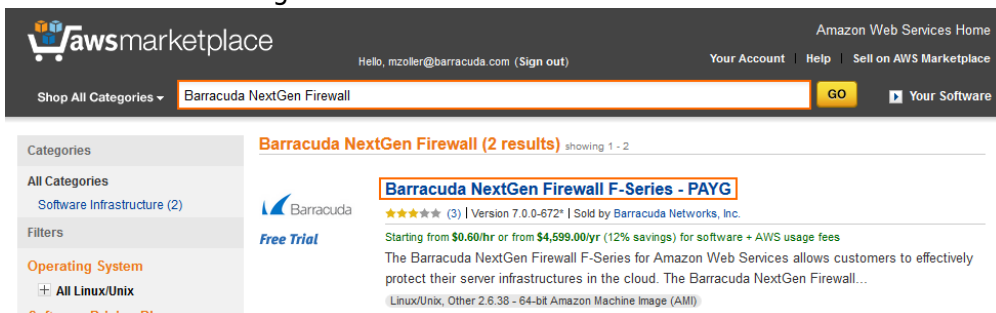 awsmarketplace
Amazon Web Services Home
Hello, mzoller@barracuda.com (Sign out)
Your Account | Help | Sell on AWS Marketplace
Shop All Categories
Barracuda NextGen Firewall
GO
Your Software
Categories
All Categories
Software Infrastructure (2)
Filters
Operating System
All Linux/Unix
Barracuda NextGen Firewall (2 results) showing 1 - 2
Barracuda
Free Trial
Barracuda NextGen Firewall F-Series - PAYG
(3) | Version 7.0.0-672* | Sold by Barracuda Networks, Inc.
Starting from $0.60/hr or from $4,599.00/yr (12% savings) for software + AWS usage fees
The Barracuda NextGen Firewall F-Series for Amazon Web Services allows customers to effectively
protect their server infrastructures in the cloud. The Barracuda NextGen Firewall...
Linux/Unix, Other 2.6.38 - 64-bit Amazon Machine Image (AMI)